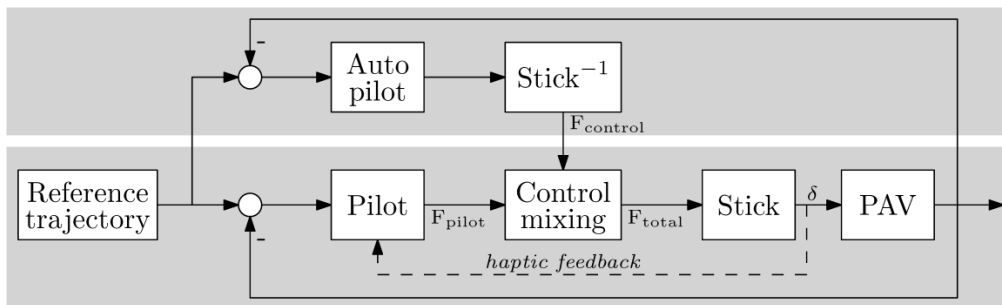 -
Auto
pilot
Stick⁻¹
F_control
Reference
trajectory
Pilot
F_pilot
Control
mixing
F_total
Stick
δ
PAV
-
haptic feedback